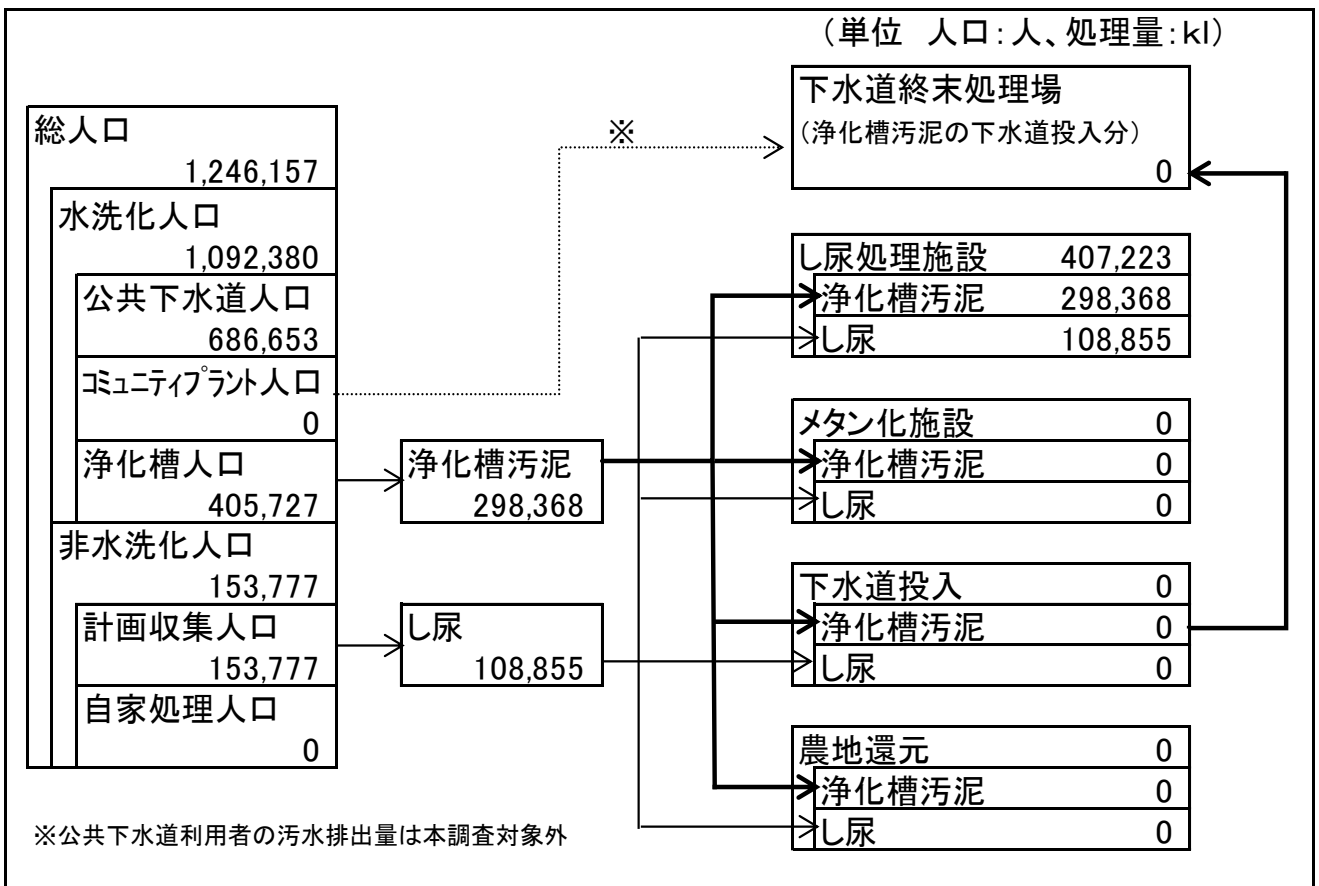 （単位　人口：人、処理量：kl）
総人口
1,246,157
水洗化人口
1,092,380
公共下水道人口
686,653
コミュニティプラント人口
0
浄化槽人口
405,727
非水洗化人口
153,777
計画収集人口
153,777
自家処理人口
0
※公共下水道利用者の汚水排出量は本調査対象外
※
浄化槽汚泥
298,368
し尿
108,855
下水道終末処理場
（浄化槽汚泥の下水道投入分）
0
し尿処理施設 407,223
浄化槽汚泥 298,368
し尿 108,855
メタン化施設 0
浄化槽汚泥 0
し尿 0
下水道投入 0
浄化槽汚泥 0
し尿 0
農地還元 0
浄化槽汚泥 0
し尿 0